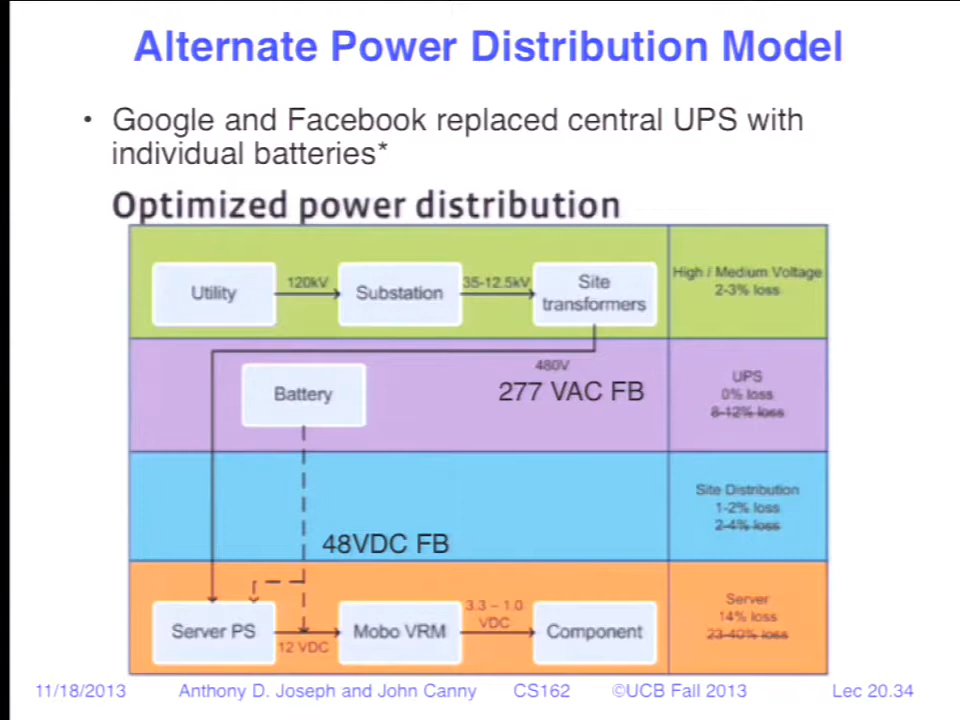 Alternate Power Distribution Model
• Google and Facebook replaced central UPS with
individual batteries*
Optimized power distribution
Utility
120kV
Substation
35-12.5kV
Site
transformers
High / Medium Voltage
2-3% loss
480V
277 VAC FB
Battery
UPS
0% loss
8-12% loss
48VDC FB
Site Distribution
1-2% loss
2-4% loss
Server PS
12 VDC
Mobo VRM
3.3 – 1.0
VDC
Component
Server
14% loss
23-40% loss
11/18/2013 Anthony D. Joseph and John Canny CS162 ©UCB Fall 2013 Lec 20.34